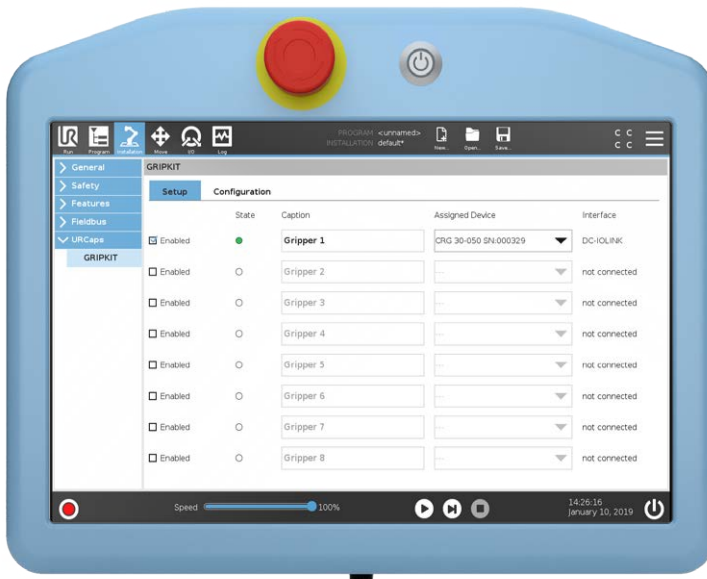 UR
Run Program Installation Move I/O Log
PROGRAM <unnamed>
INSTALLATION default*
New... Open... Save...
C C
C C
General
Safety
Features
Fieldbus
URCaps
GRIPKIT
GRIPKIT
Setup Configuration
State Caption Assigned Device Interface
Enabled Gripper 1 CRG 30-050 SN:000329 DC-IOLINK
Enabled Gripper 2 --- not connected
Enabled Gripper 3 --- not connected
Enabled Gripper 4 --- not connected
Enabled Gripper 5 --- not connected
Enabled Gripper 6 --- not connected
Enabled Gripper 7 --- not connected
Enabled Gripper 8 --- not connected
Speed 100%
14:26:16
January 10, 2019